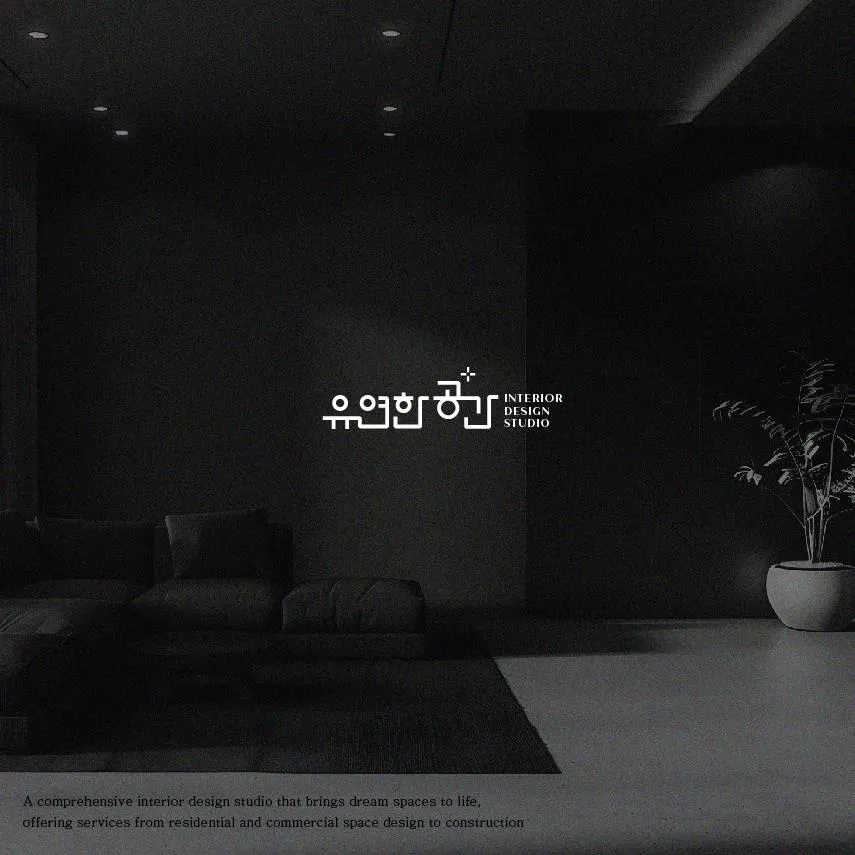 유연한 공간
INTERIOR
DESIGN
STUDIO
A comprehensive interior design studio that brings dream spaces to life,
offering services from residential and commercial space design to construction